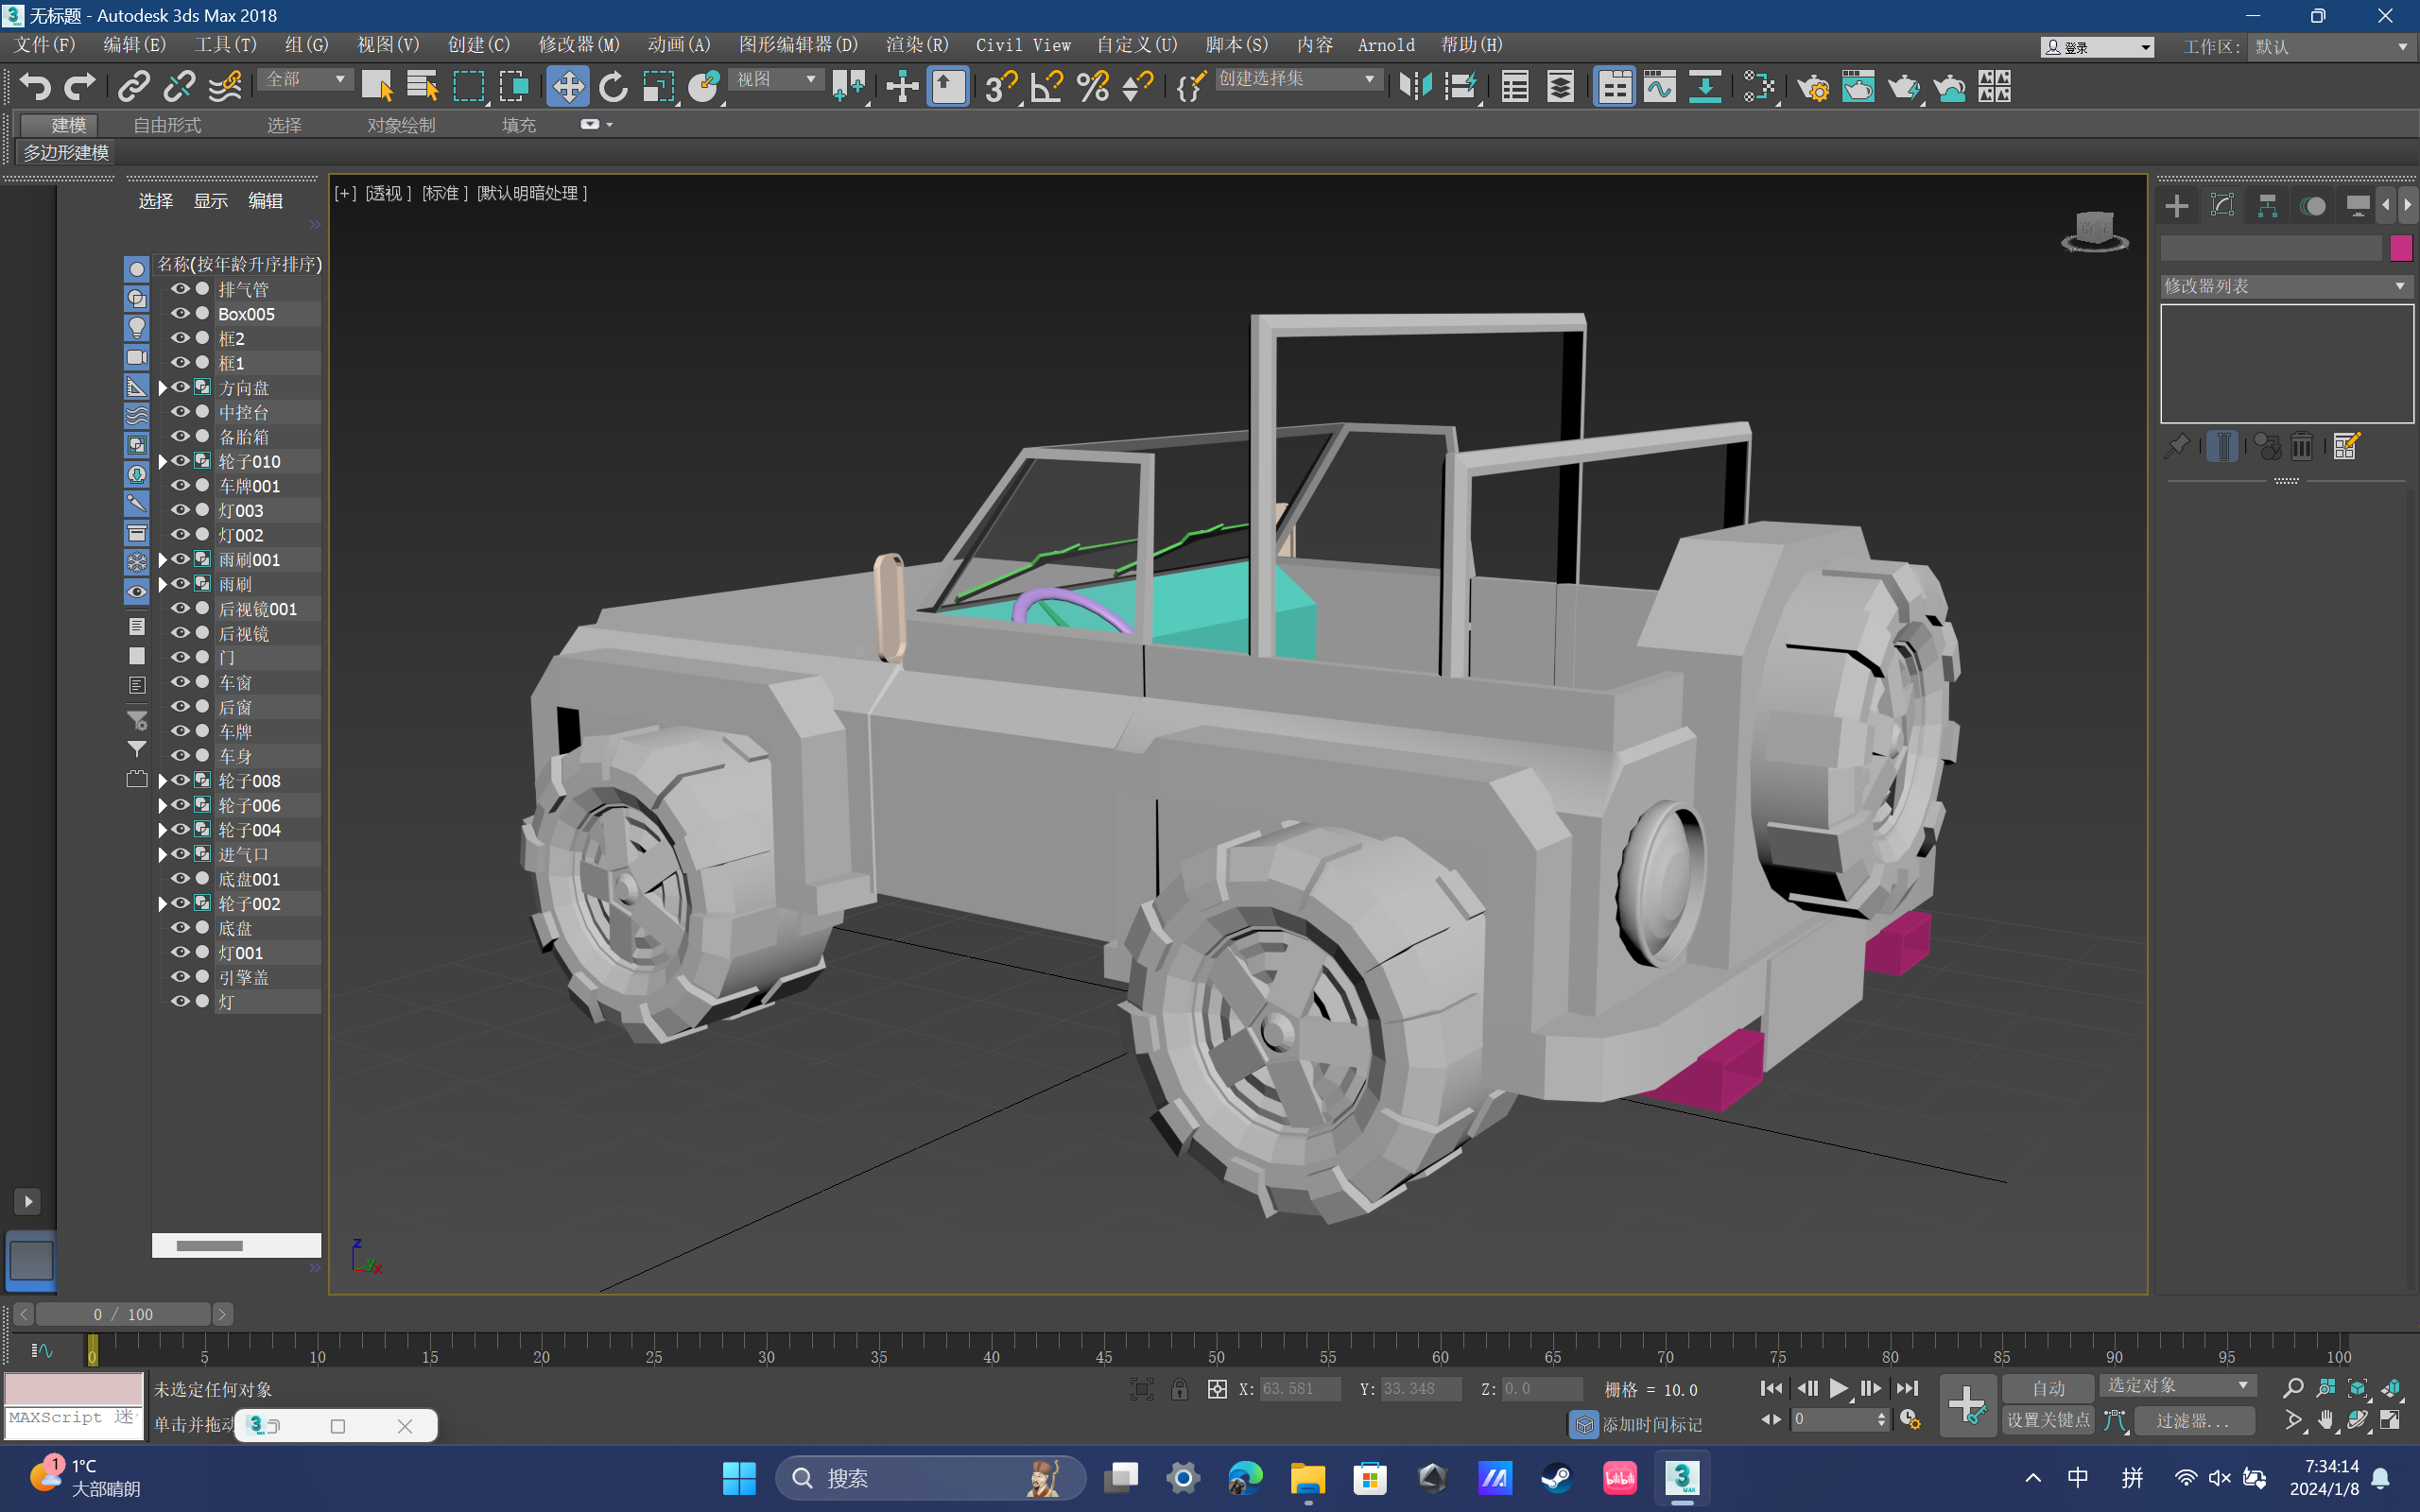 无标题 - Autodesk 3ds Max 2018
文件(F) 编辑(E) 工具(T) 组(G) 视图(V) 创建(C) 修改器(M) 动画(A) 图形编辑器(D) 渲染(R) Civil View 自定义(U) 脚本(S) 内容 Arnold 帮助(H)
登录 工作区: 默认
全部 视图 创建选择集
建模 自由形式 选择 对象绘制 填充
多边形建模
选择 显示 编辑
[+] [透视] [标准] [默认明暗处理]
名称(按年龄升序排序)
修改器列表
排气管
Box005
框2
框1
方向盘
中控台
备胎箱
轮子010
车牌001
灯003
灯002
雨刷001
雨刷
后视镜001
后视镜
门
车窗
后窗
车牌
车身
轮子008
轮子006
轮子004
进气口
底盘001
轮子002
底盘
灯001
引擎盖
灯
z
y x
0 / 100
0 5 10 15 20 25 30 35 40 45 50 55 60 65 70 75 80 85 90 95 100
未选定任何对象 X: 63.581 Y: 33.348 Z: 0.0 栅格 = 10.0 自动 选定对象
MAXScript 迷
单击并拖动 添加时间标记 0 设置关键点 过滤器...
1
1°C
大部晴朗
搜索
bilibili
3
MAX
中 拼
7:34:14
2024/1/8